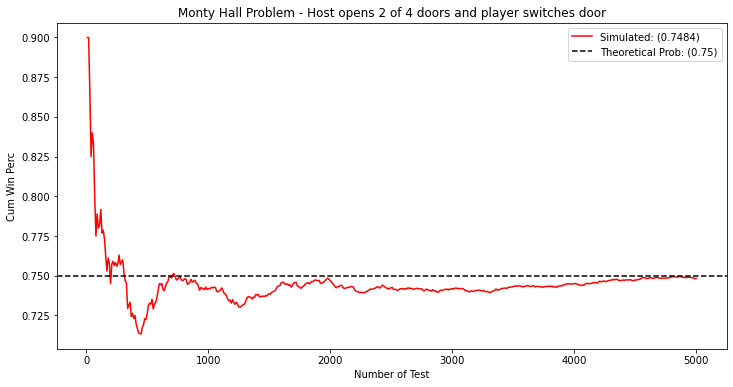 Monty Hall Problem - Host opens 2 of 4 doors and player switches door
Simulated: (0.7484)
Theoretical Prob: (0.75)
Cum Win Perc
0.900
0.875
0.850
0.825
0.800
0.775
0.750
0.725
0
1000
2000
3000
4000
5000
Number of Test